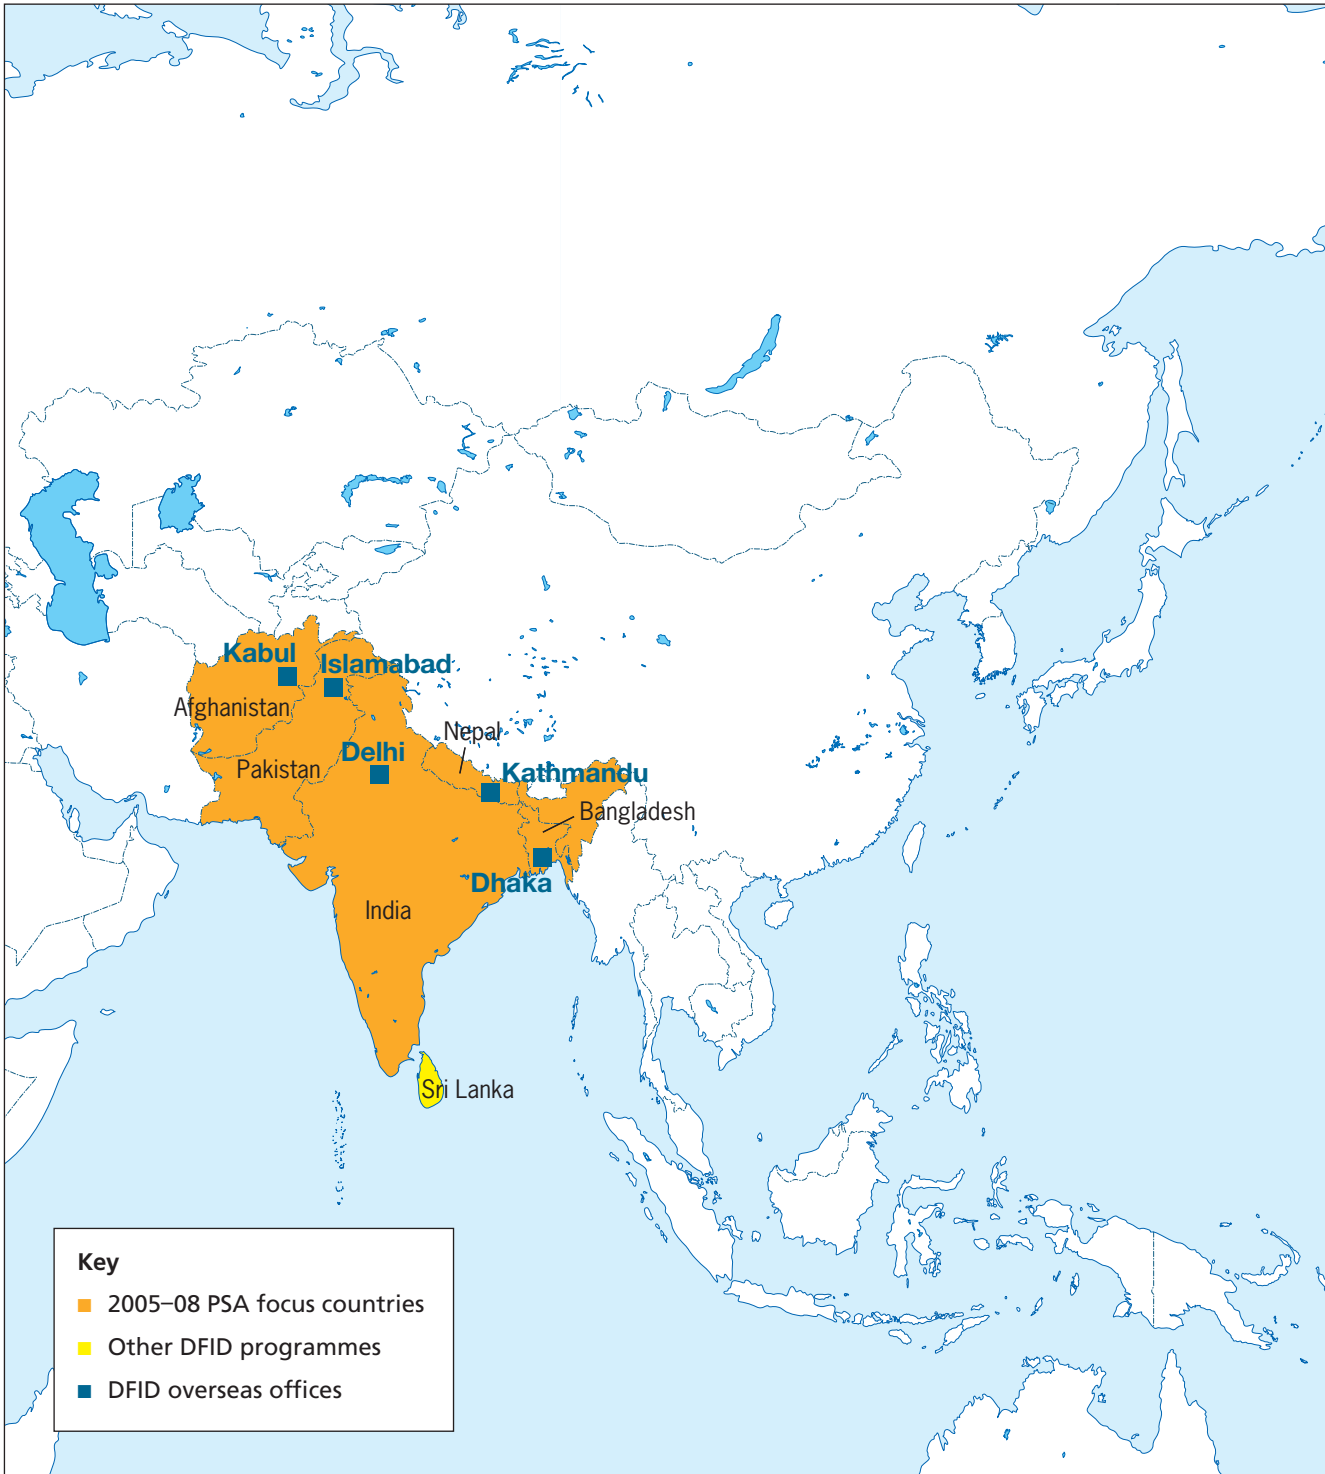 Kabul
Islamabad
Afghanistan
Nepal
Delhi
Pakistan
Kathmandu
Bangladesh
Dhaka
India
Sri Lanka
Key
2005–08 PSA focus countries
Other DFID programmes
DFID overseas offices